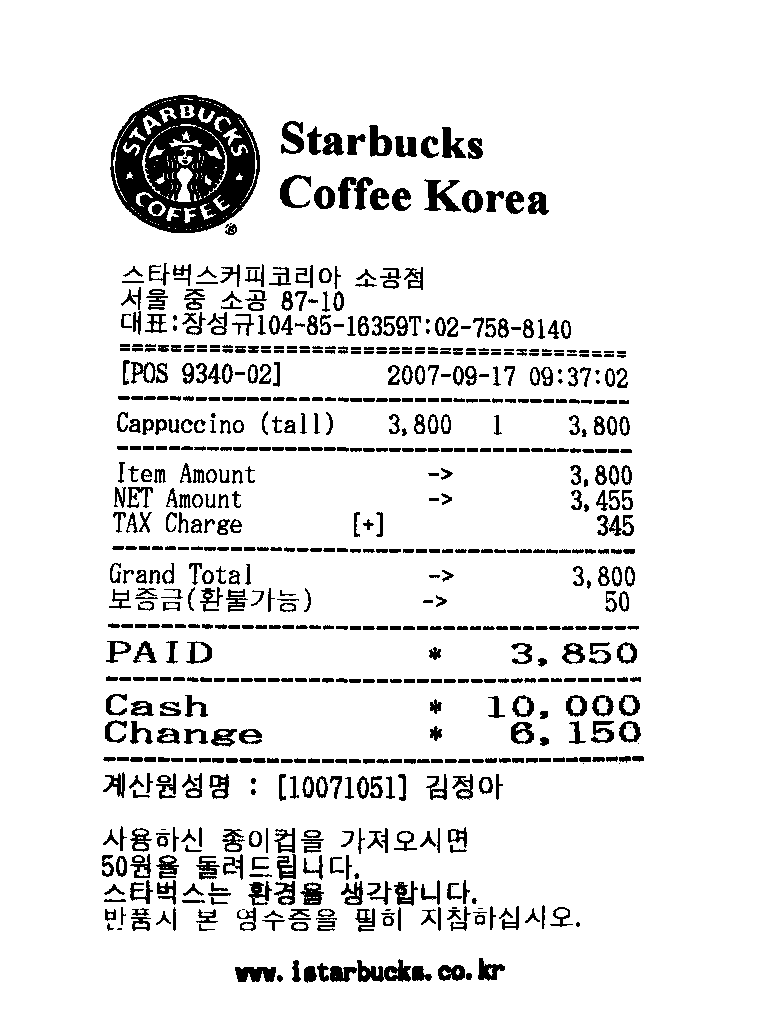 STARBUCKS COFFEE ®
Starbucks
Coffee Korea
스타벅스커피코리아 소공점
서울 중 소공 87-10
대표:장성규104-85-16359T:02-758-8140
==========================================
[POS 9340-02] 2007-09-17 09:37:02
------------------------------------------
Cappuccino (tall) 3,800 1 3,800
------------------------------------------
Item Amount -> 3,800
NET Amount -> 3,455
TAX Charge [+] 345
------------------------------------------
Grand Total -> 3,800
보증금(환불가능) -> 50
------------------------------------------
PAID * 3,850
------------------------------------------
Cash * 10,000
Change * 6,150
------------------------------------------
계산원성명 : [10071051] 김정아
사용하신 종이컵을 가져오시면
50원을 돌려드립니다.
스타벅스는 환경을 생각합니다.
반품시 본 영수증을 필히 지참하십시오.
www.istarbucks.co.kr